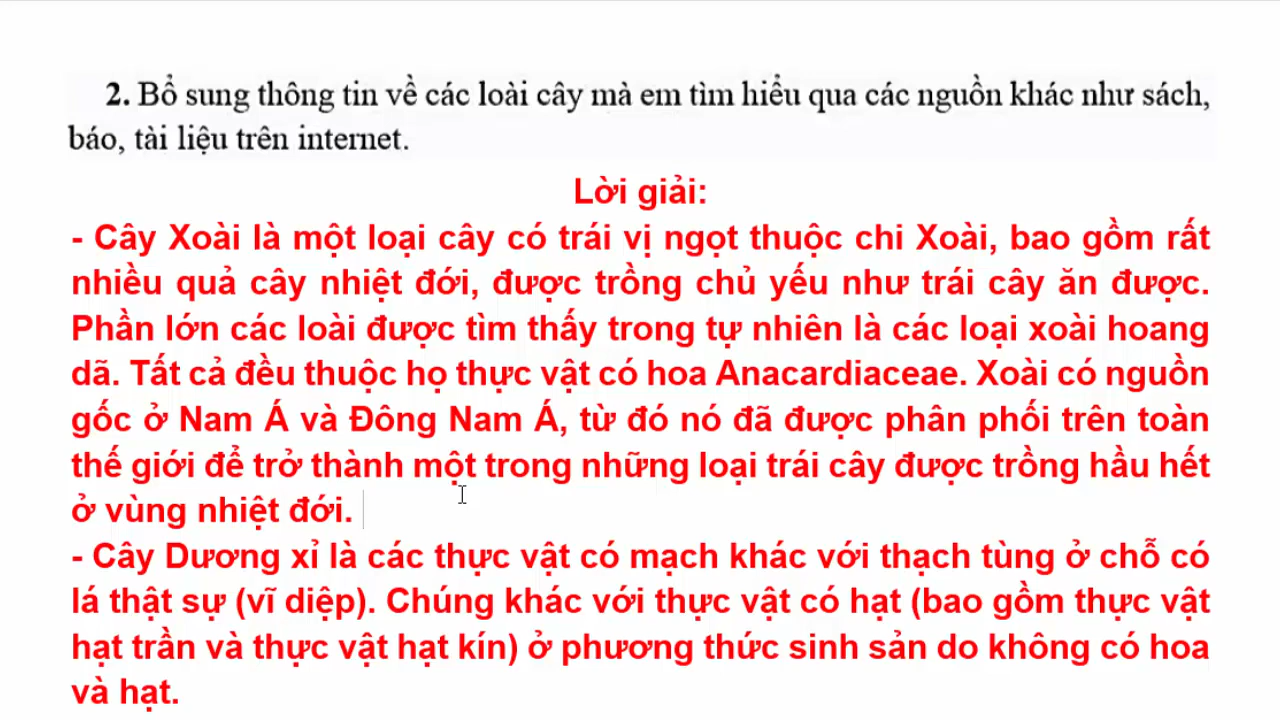 2. Bổ sung thông tin về các loài cây mà em tìm hiểu qua các nguồn khác như sách,
báo, tài liệu trên internet.
Lời giải:
- Cây Xoài là một loại cây có trái vị ngọt thuộc chi Xoài, bao gồm rất
nhiều quả cây nhiệt đới, được trồng chủ yếu như trái cây ăn được.
Phần lớn các loài được tìm thấy trong tự nhiên là các loại xoài hoang
dã. Tất cả đều thuộc họ thực vật có hoa Anacardiaceae. Xoài có nguồn
gốc ở Nam Á và Đông Nam Á, từ đó nó đã được phân phối trên toàn
thế giới để trở thành một trong những loại trái cây được trồng hầu hết
ở vùng nhiệt đới.
- Cây Dương xỉ là các thực vật có mạch khác với thạch tùng ở chỗ có
lá thật sự (vĩ diệp). Chúng khác với thực vật có hạt (bao gồm thực vật
hạt trần và thực vật hạt kín) ở phương thức sinh sản do không có hoa
và hạt.